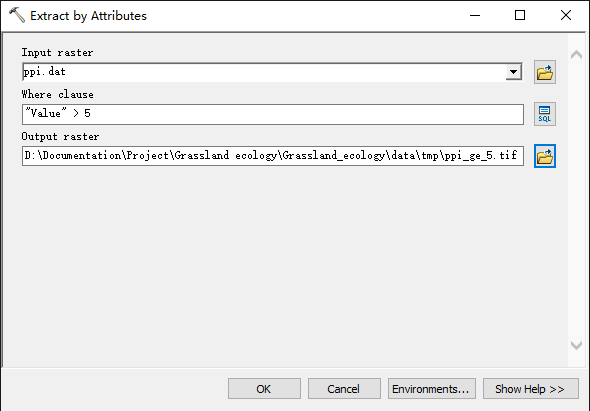 Extract by Attributes
Input raster
ppi.dat
Where clause
"Value" > 5
SQL
Output raster
D:\Documentation\Project\Grassland ecology\Grassland_ecology\data\tmp\ppi_ge_5.tif
OK Cancel Environments... Show Help >>